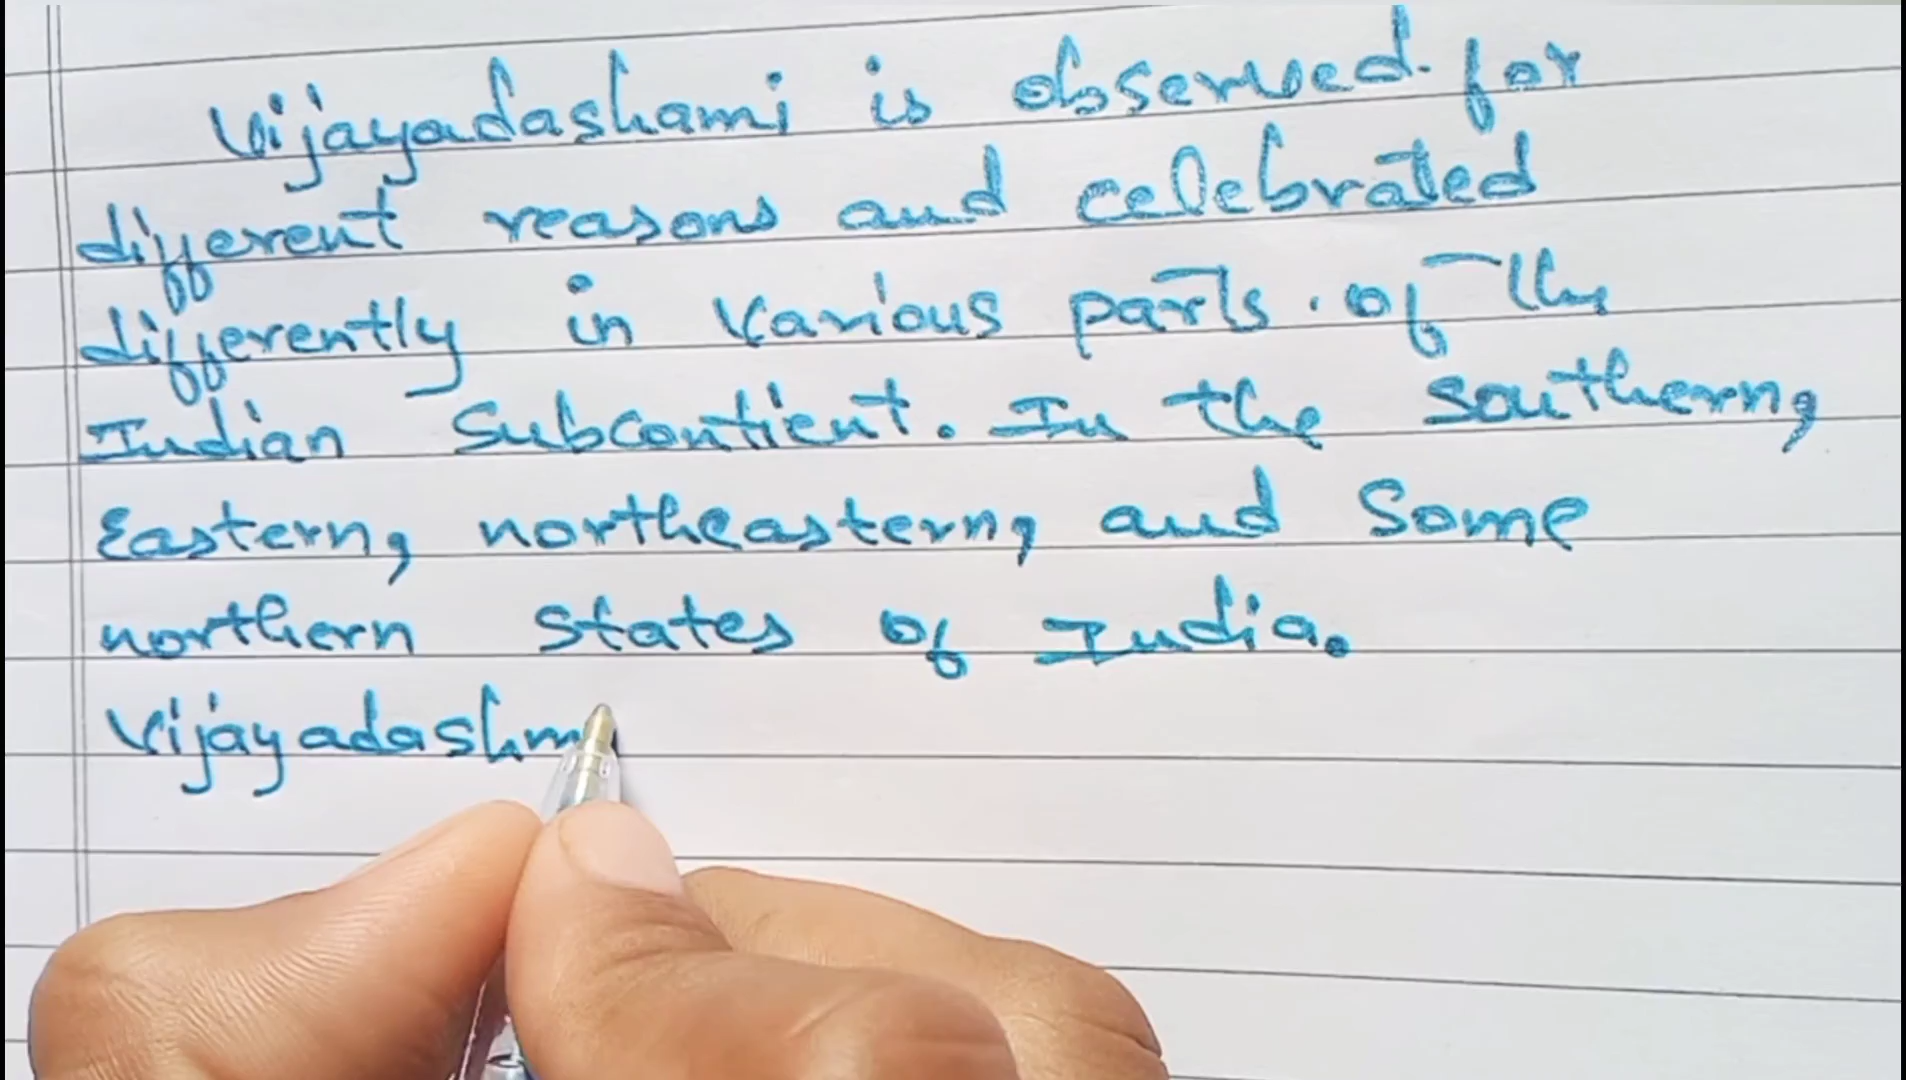 Vijayadashami is observed for
different reasons and celebrated
differently in various parts. of the
Indian Subcontient. In the southern,
Eastern, northeastern, and Some
northern states of India.
Vijayadashm